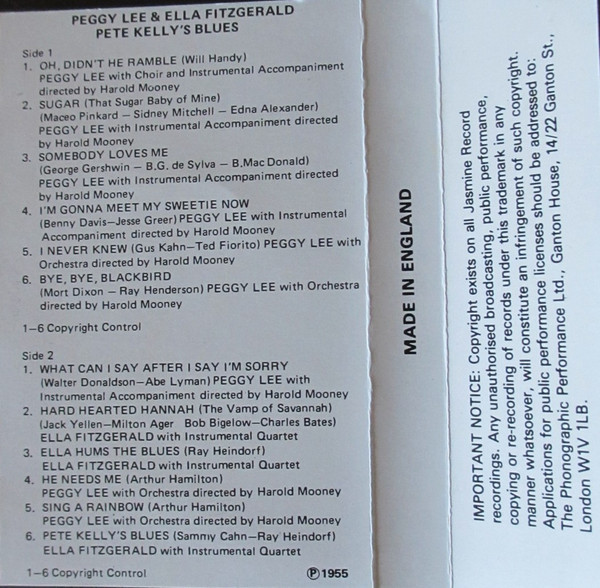 PEGGY LEE & ELLA FITZGERALD
PETE KELLY'S BLUES
Side 1
1. OH, DIDN'T HE RAMBLE (Will Handy)
PEGGY LEE with Choir and Instrumental Accompaniment
directed by Harold Mooney
2. SUGAR (That Sugar Baby of Mine)
(Maceo Pinkard — Sidney Mitchell — Edna Alexander)
PEGGY LEE with Instrumental Accompaniment directed
by Harold Mooney
3. SOMEBODY LOVES ME
(George Gershwin — B.G. de Sylva — B.Mac Donald)
PEGGY LEE with Instrumental Accompaniment directed
by Harold Mooney
4. I'M GONNA MEET MY SWEETIE NOW
(Benny Davis—Jesse Greer) PEGGY LEE with Instrumental
Accompaniment directed by Harold Mooney
5. I NEVER KNEW (Gus Kahn—Ted Fiorito) PEGGY LEE with
Orchestra directed by Harold Mooney
6. BYE, BYE, BLACKBIRD
(Mort Dixon — Ray Henderson) PEGGY LEE with Orchestra
directed by Harold Mooney
1—6 Copyright Control
Side 2
1. WHAT CAN I SAY AFTER I SAY I'M SORRY
(Walter Donaldson—Abe Lyman) PEGGY LEE with
Instrumental Accompaniment directed by Harold Mooney
2. HARD HEARTED HANNAH (The Vamp of Savannah)
(Jack Yellen—Milton Ager Bob Bigelow—Charles Bates)
ELLA FITZGERALD with Instrumental Quartet
3. ELLA HUMS THE BLUES (Ray Heindorf)
ELLA FITZGERALD with Instrumental Quartet
4. HE NEEDS ME (Arthur Hamilton)
PEGGY LEE with Orchestra directed by Harold Mooney
5. SING A RAINBOW (Arthur Hamilton)
PEGGY LEE with Orchestra directed by Harold Mooney
6. PETE KELLY'S BLUES (Sammy Cahn—Ray Heindorf)
ELLA FITZGERALD with Instrumental Quartet
1—6 Copyright Control
Ⓟ1955
MADE IN ENGLAND
IMPORTANT NOTICE: Copyright exists on all Jasmine Record
recordings. Any unauthorised broadcasting, public performance,
copying or re-recording of records under this trademark in any
manner whatsoever, will constitute an infringement of such copyright.
Applications for public performance licenses should be addressed to:
The Phonographic Performance Ltd., Ganton House, 14/22 Ganton St.,
London W1V 1LB.